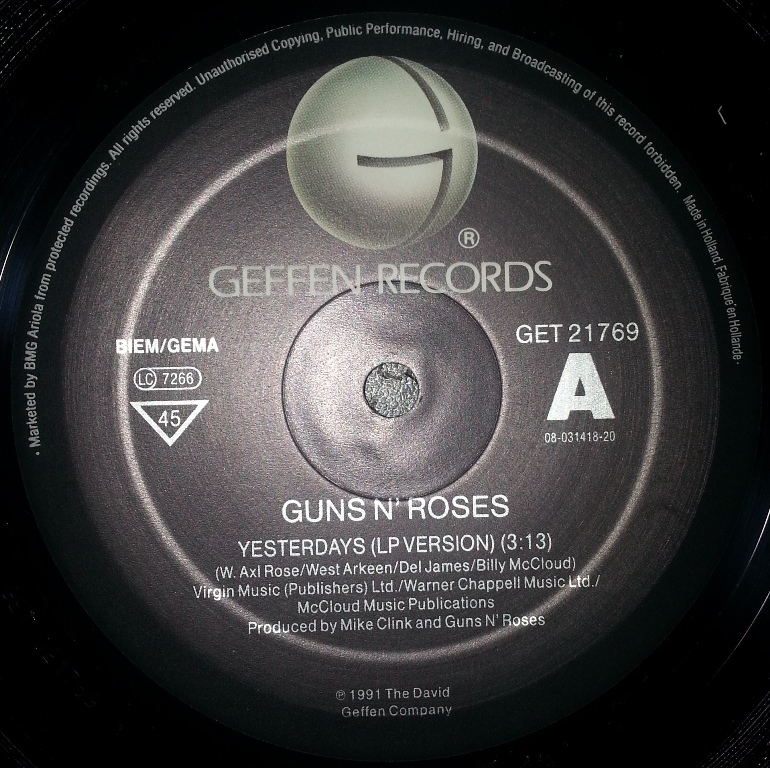 · Marketed by BMG Ariola from protected recordings. All rights reserved. Unauthorised Copying, Public Performance, Hiring, and Broadcasting of this record forbidden. Made in Holland. Fabriqué en Hollande ·
G
®
GEFFEN RECORDS
BIEM/GEMA
LC 7266
45
GET 21769
A
08-031418-20
GUNS N' ROSES
YESTERDAYS (LP VERSION) (3:13)
(W. Axl Rose/West Arkeen/Del James/Billy McCloud)
Virgin Music (Publishers) Ltd./Warner Chappell Music Ltd./
McCloud Music Publications
Produced by Mike Clink and Guns N' Roses
℗ 1991 The David
Geffen Company